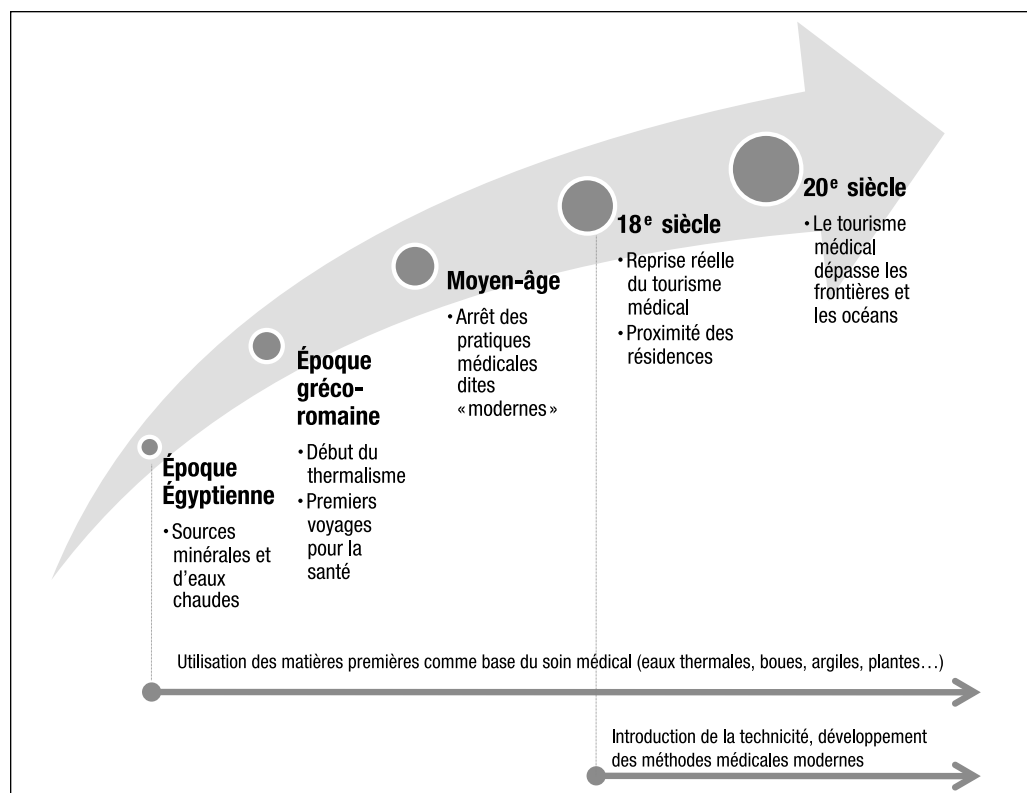 Époque
Égyptienne
• Sources
minérales et
d’eaux
chaudes
Époque
gréco-
romaine
• Début du
thermalisme
• Premiers
voyages
pour la
santé
Moyen-âge
• Arrêt des
pratiques
médicales
dites
« modernes »
18e siècle
• Reprise réelle
du tourisme
médical
• Proximité des
résidences
20e siècle
• Le tourisme
médical
dépasse les
frontières et
les océans
Utilisation des matières premières comme base du soin médical (eaux thermales, boues, argiles, plantes…)
Introduction de la technicité, développement
des méthodes médicales modernes